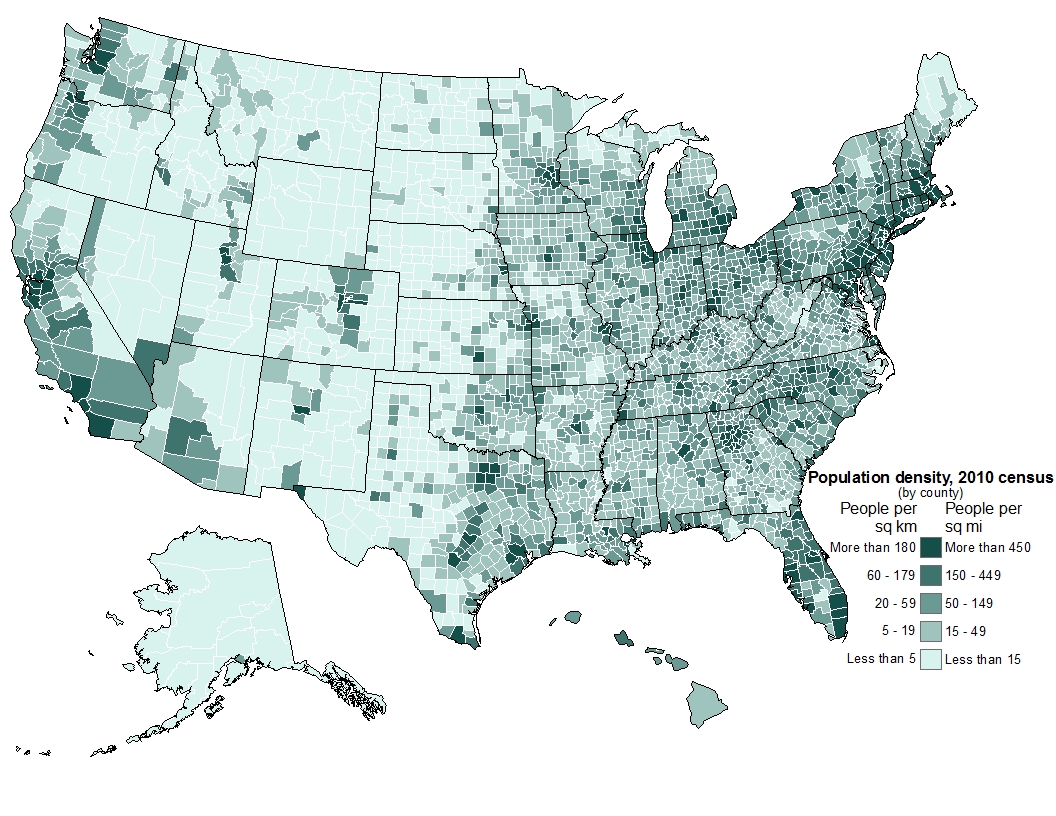 Population density, 2010 census
(by county)
People per sq km People per sq mi
More than 180 More than 450
60 - 179 150 - 449
20 - 59 50 - 149
5 - 19 15 - 49
Less than 5 Less than 15